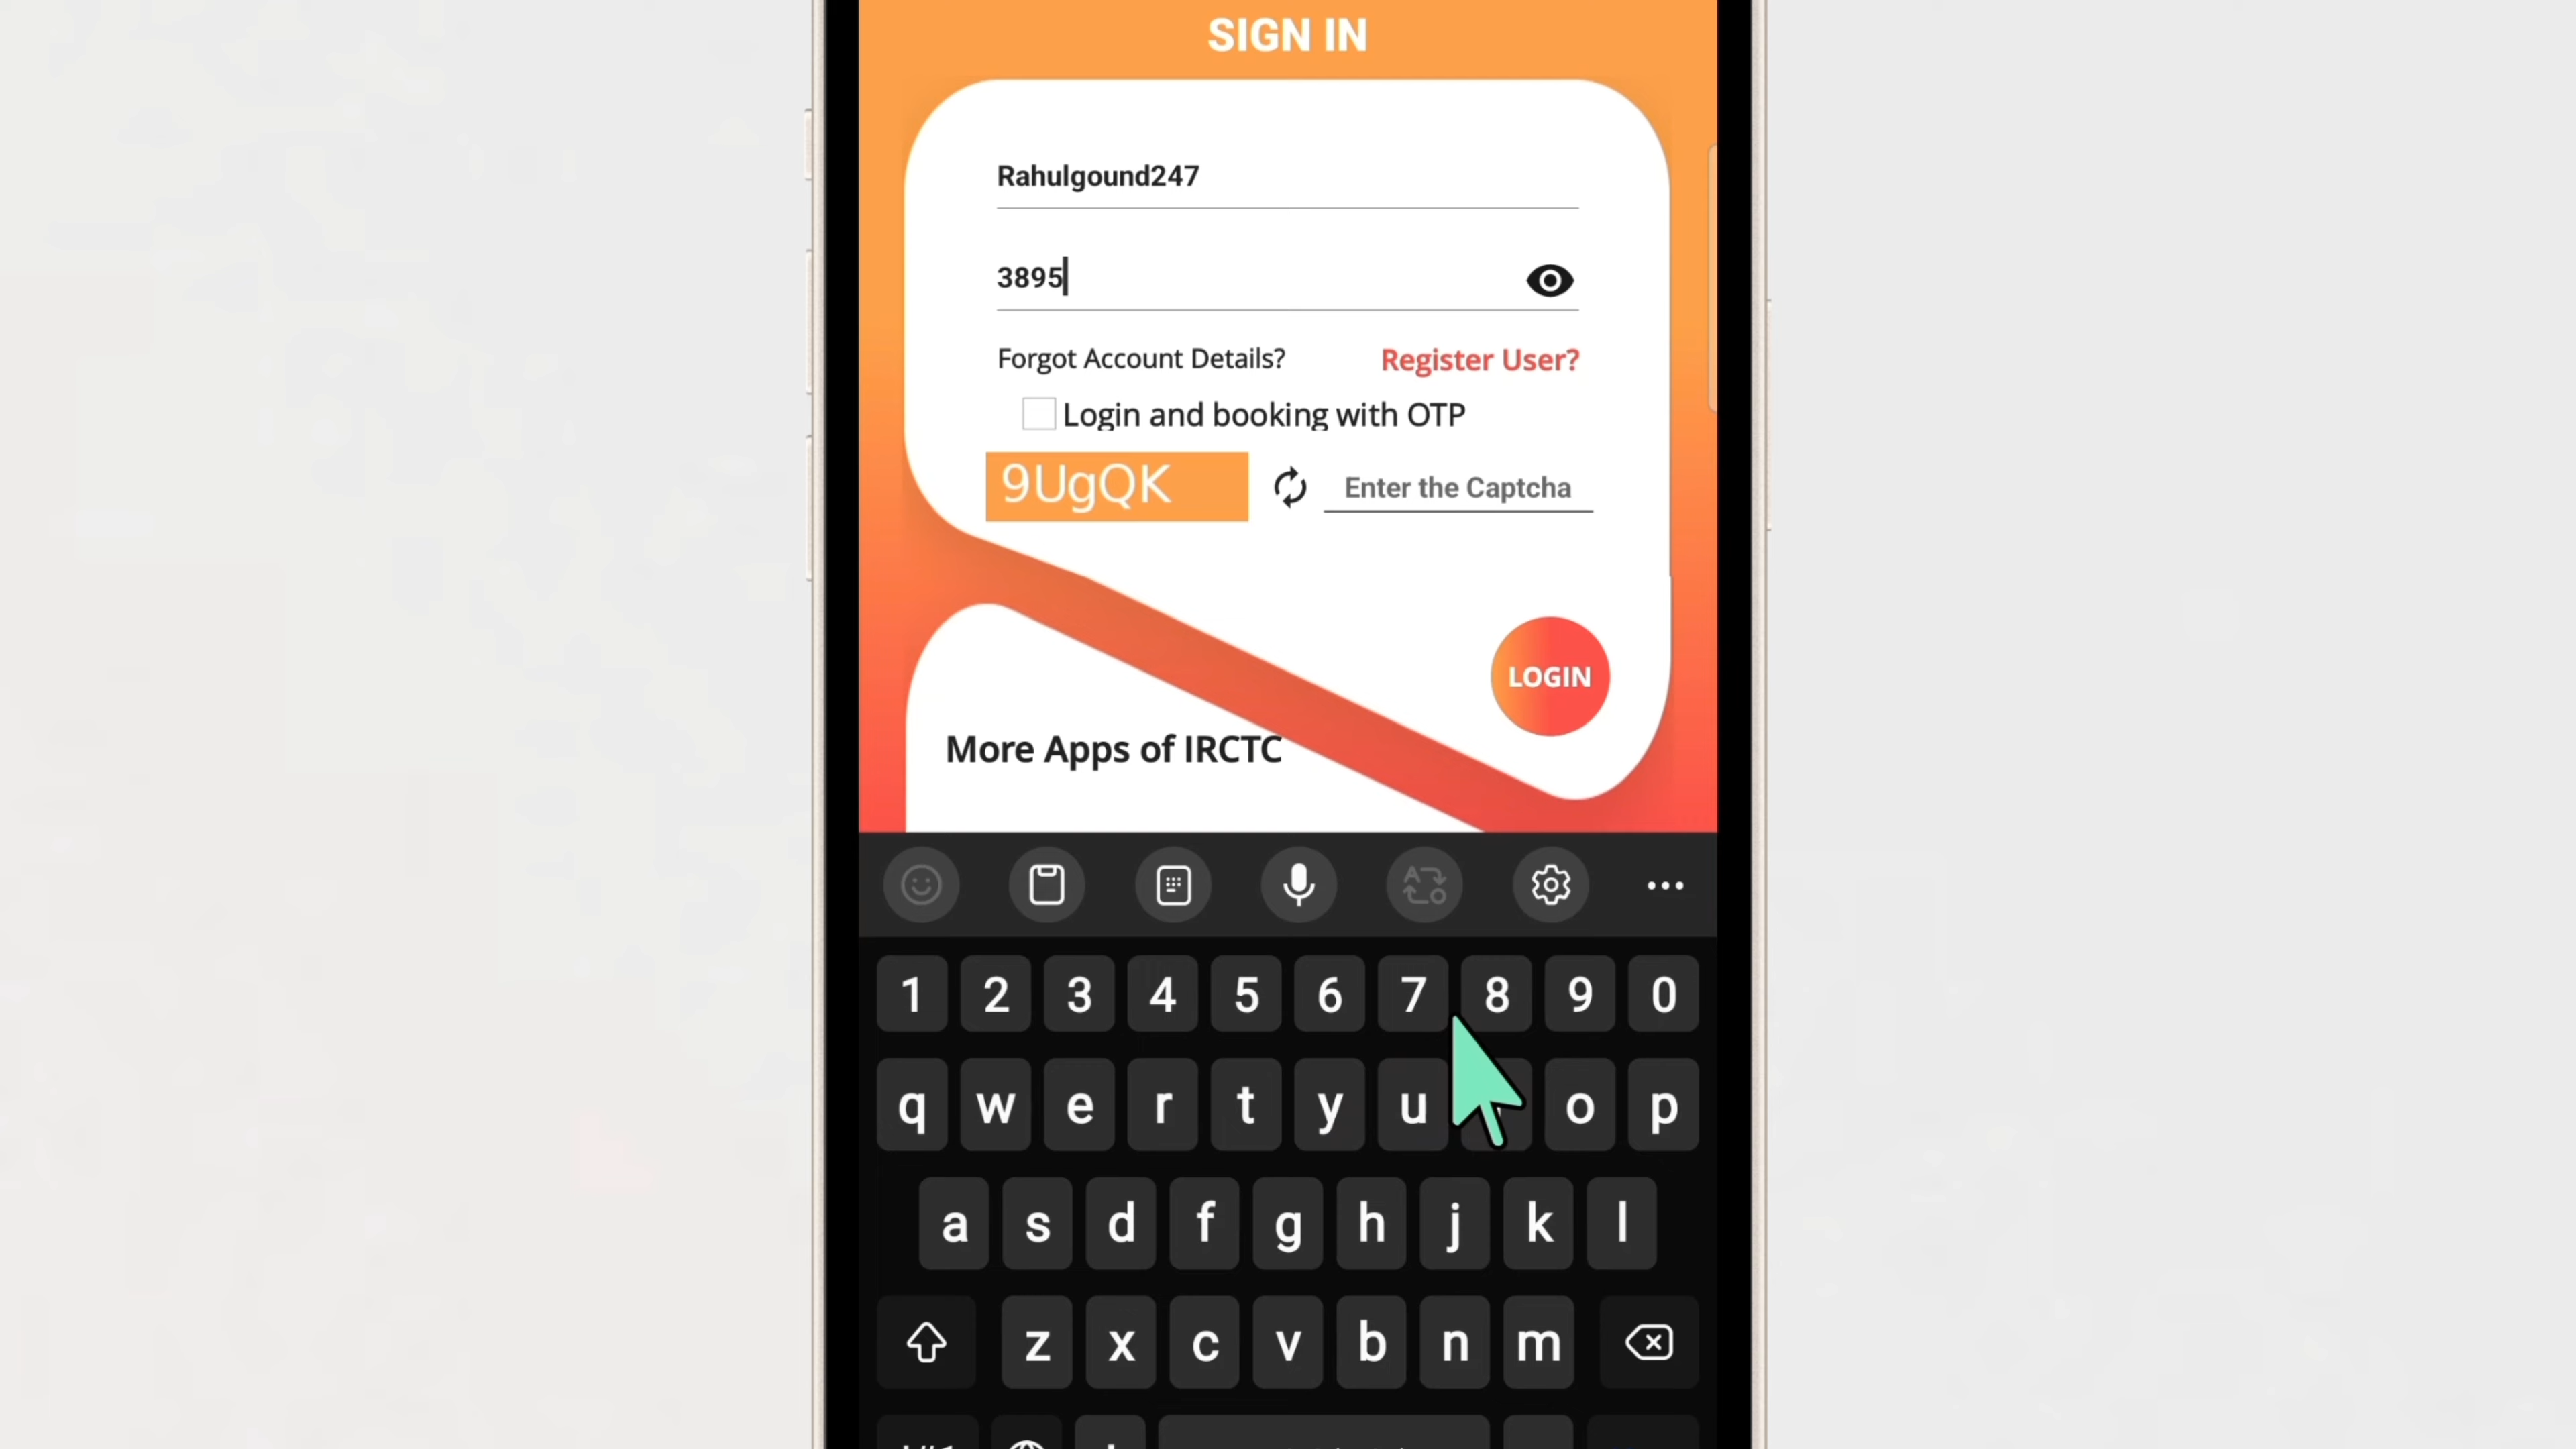 SIGN IN
Rahulgound247
3895
Forgot Account Details? Register User?
Login and booking with OTP
9UgQK Enter the Captcha
LOGIN
More Apps of IRCTC
1 2 3 4 5 6 7 8 9 0
q w e r t y u o p
a s d f g h j k l
z x c v b n m